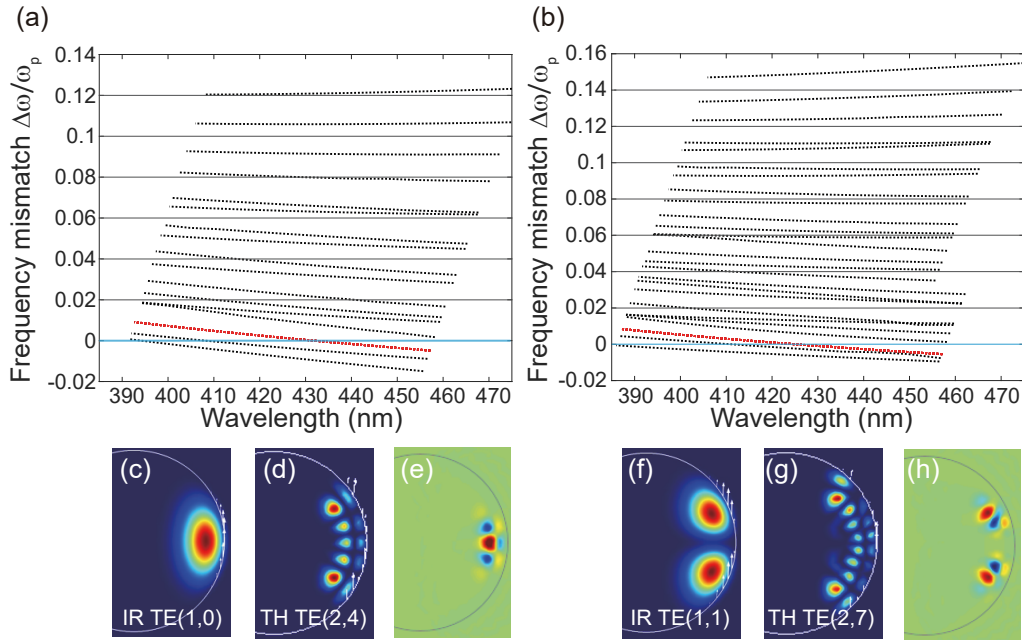 (a)
Frequency mismatch Δω/ωp
0.14
0.12
0.1
0.08
0.06
0.04
0.02
0
-0.02
390 400 410 420 430 440 450 460 470
Wavelength (nm)
(b)
Frequency mismatch Δω/ωp
0.16
0.14
0.12
0.1
0.08
0.06
0.04
0.02
0
-0.02
390 400 410 420 430 440 450 460 470
Wavelength (nm)
(c)
IR TE(1,0)
(d)
TH TE(2,4)
(e)
(f)
IR TE(1,1)
(g)
TH TE(2,7)
(h)